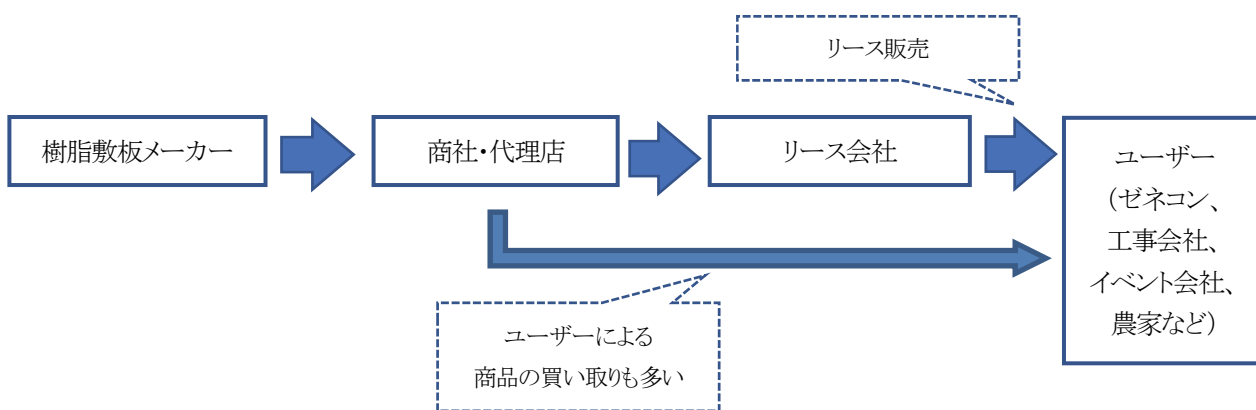 リース販売
樹脂敷板メーカー
商社・代理店
リース会社
ユーザー
(ゼネコン、
工事会社、
イベント会社、
農家など)
ユーザーによる
商品の買い取りも多い